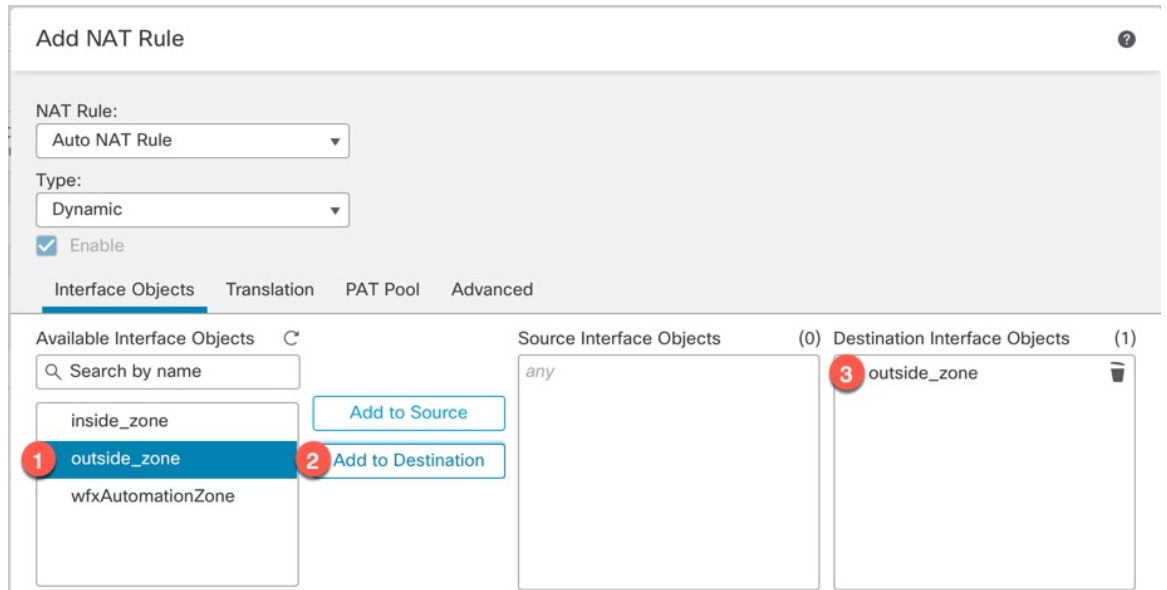 Add NAT Rule
?
NAT Rule:
Auto NAT Rule
Type:
Dynamic
Enable
Interface Objects Translation PAT Pool Advanced
Available Interface Objects
Search by name
inside_zone
1 outside_zone
wfxAutomationZone
Add to Source
2 Add to Destination
Source Interface Objects (0)
any
Destination Interface Objects (1)
3 outside_zone